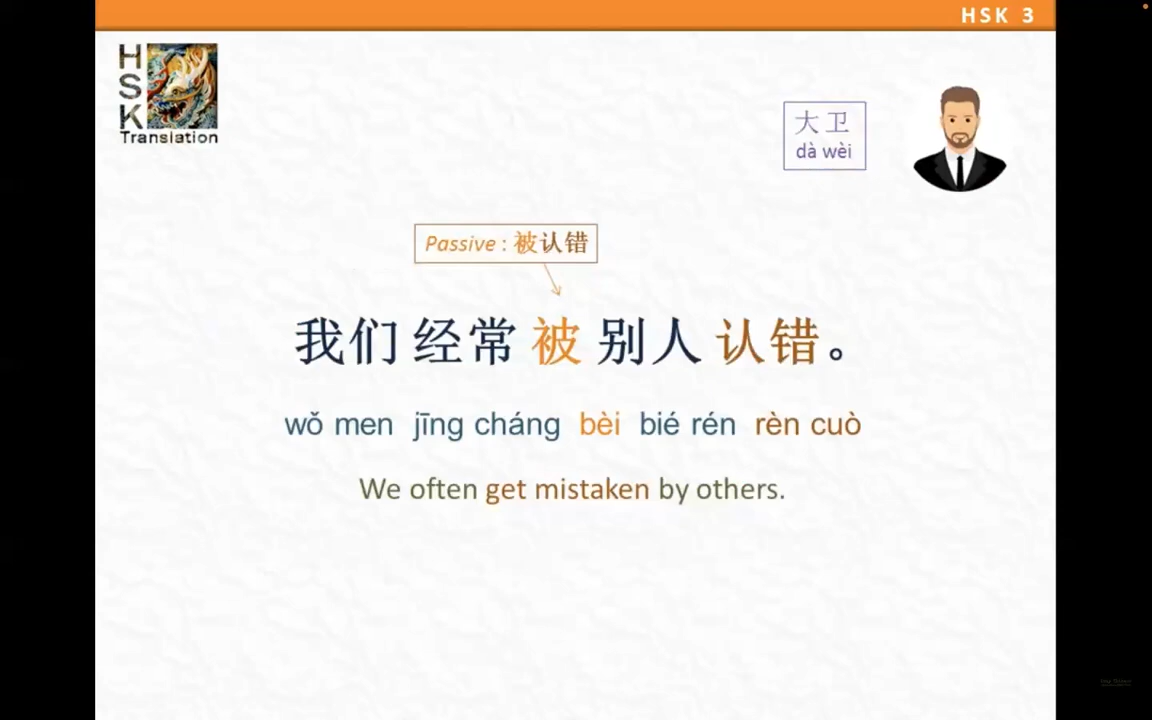 HSK 3
H
S
K
Translation
大卫
dà wèi
Passive : 被认错
我们 经常 被 别人 认错。
wǒ men jīng cháng bèi bié rén rèn cuò
We often get mistaken by others.